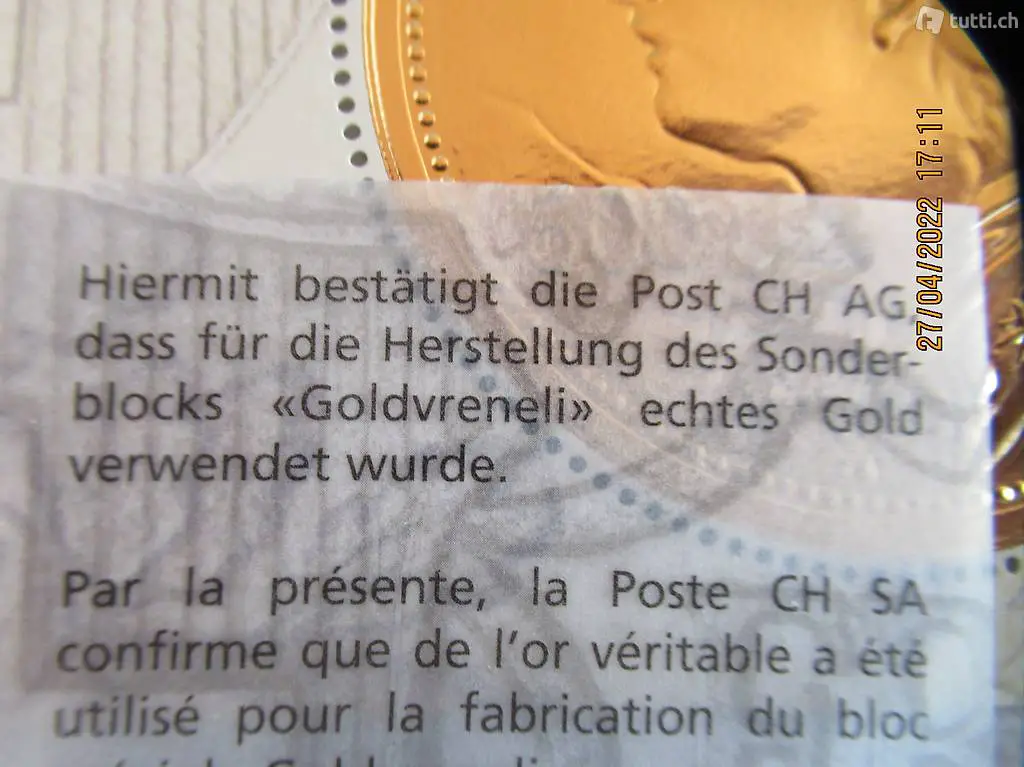 tutti.ch
27/04/2022 17:11
Hiermit bestätigt die Post CH AG,
dass für die Herstellung des Sonder-
blocks «Goldvreneli» echtes Gold
verwendet wurde.
Par la présente, la Poste CH SA
confirme que de l'or véritable a été
utilisé pour la fabrication du bloc